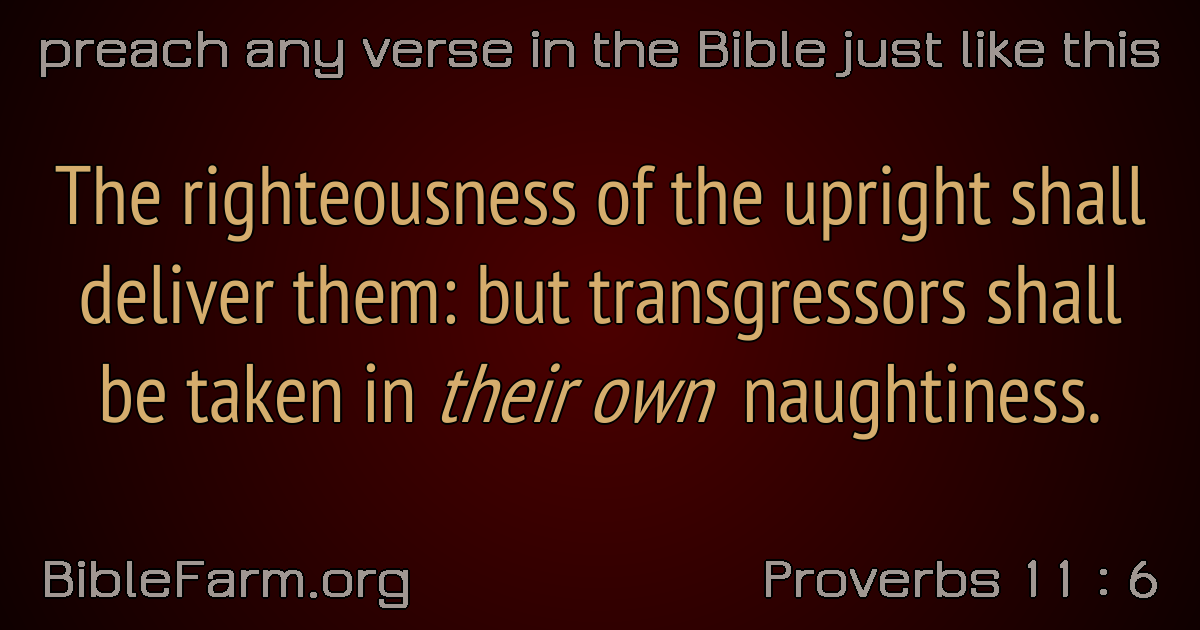 preach any verse in the Bible just like this
The righteousness of the upright shall
deliver them: but transgressors shall
be taken in their own naughtiness.
BibleFarm.org
Proverbs 11 : 6